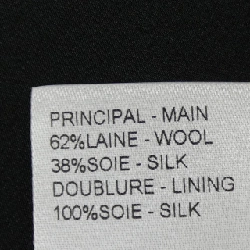 PRINCIPAL - MAIN
62%LAINE - WOOL
38%SOIE - SILK
DOUBLURE - LINING
100%SOIE - SILK